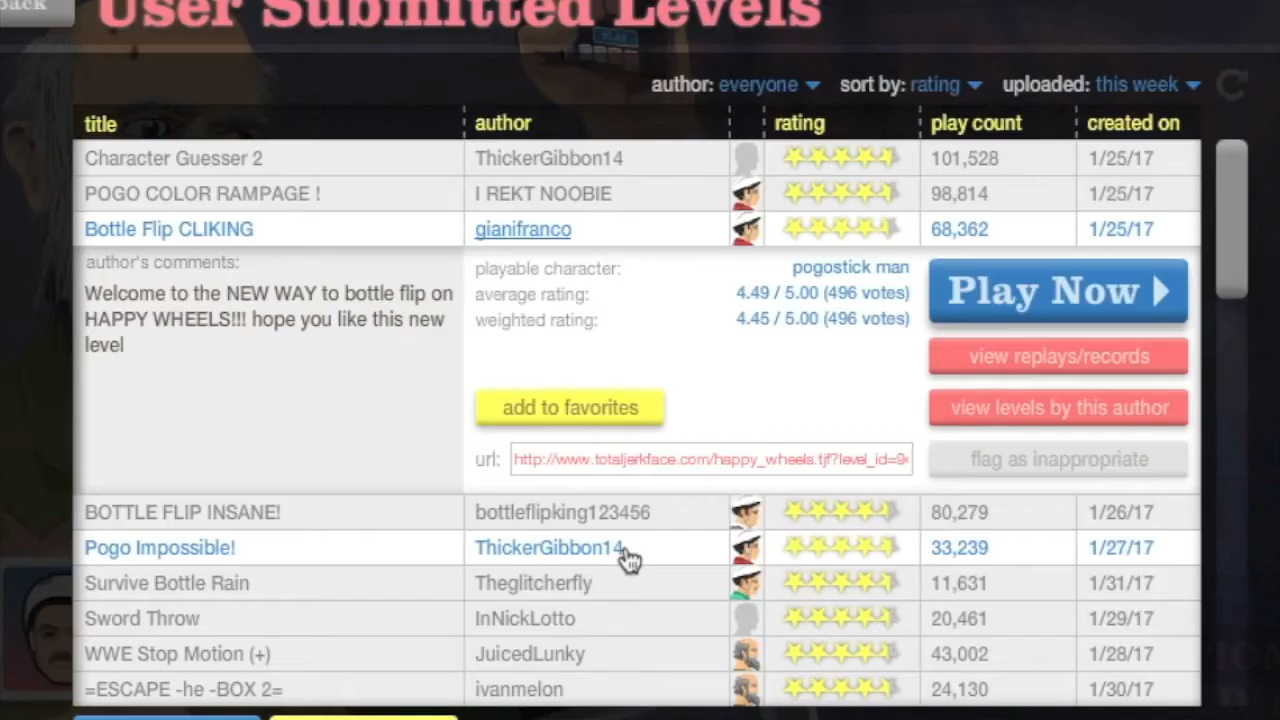 back
User Submitted Levels
author: everyone sort by: rating uploaded: this week
title author rating play count created on
Character Guesser 2 ThickerGibbon14 101,528 1/25/17
POGO COLOR RAMPAGE ! I REKT NOOBIE 98,814 1/25/17
Bottle Flip CLIKING gianifranco 68,362 1/25/17
author's comments:
Welcome to the NEW WAY to bottle flip on
HAPPY WHEELS!!! hope you like this new
level
playable character: pogostick man
average rating: 4.49 / 5.00 (496 votes)
weighted rating: 4.45 / 5.00 (496 votes)
add to favorites
url: http://www.totaljerkface.com/happy_wheels.tjf?level_id=9
Play Now
view replays/records
view levels by this author
flag as inappropriate
BOTTLE FLIP INSANE! bottleflipking123456 80,279 1/26/17
Pogo Impossible! ThickerGibbon14 33,239 1/27/17
Survive Bottle Rain Theglitcherfly 11,631 1/31/17
Sword Throw InNickLotto 20,461 1/29/17
WWE Stop Motion (+) JuicedLunky 43,002 1/28/17
=ESCAPE -he -BOX 2= ivanmelon 24,130 1/30/17